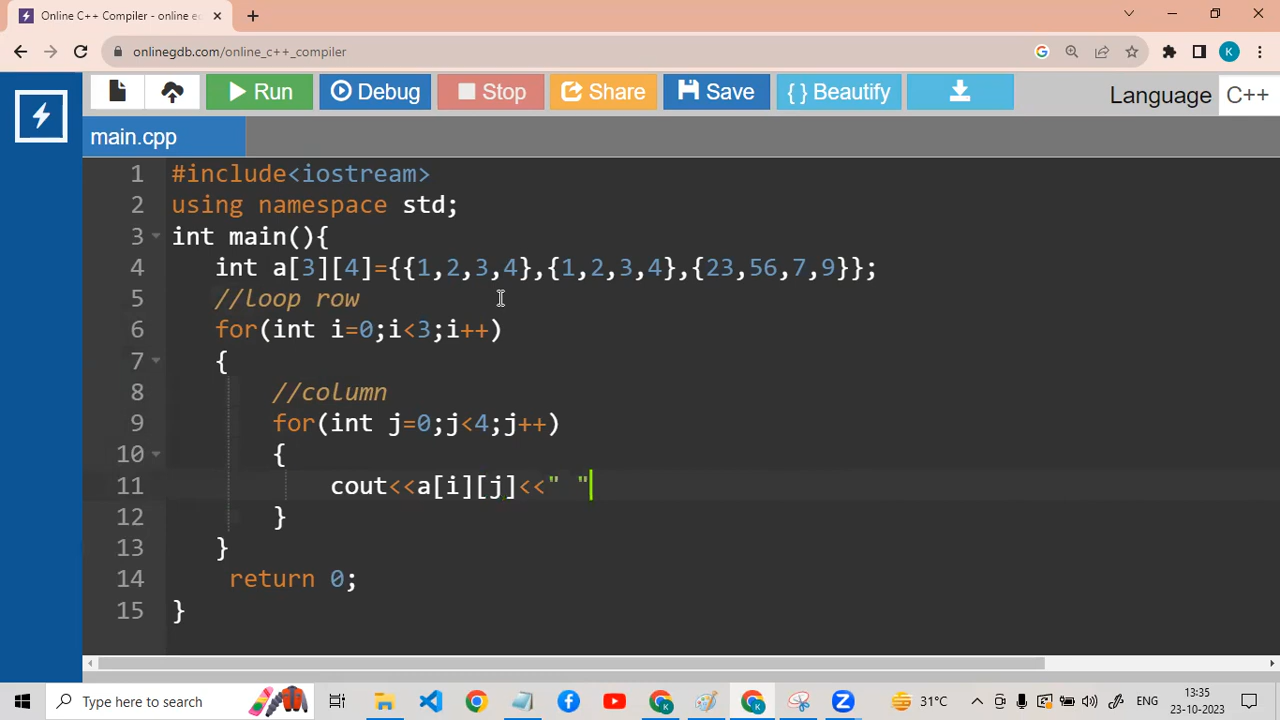 Online C++ Compiler - online ed
onlinegdb.com/online_c++_compiler
K
Run
Debug
Stop
Share
Save
{ } Beautify
Language
C++
main.cpp
1 #include<iostream>
2 using namespace std;
3 int main(){
4 int a[3][4]={{1,2,3,4},{1,2,3,4},{23,56,7,9}};
5 //loop row
6 for(int i=0;i<3;i++)
7 {
8 //column
9 for(int j=0;j<4;j++)
10 {
11 cout<<a[i][j]<<" "
12 }
13 }
14 return 0;
15 }
Type here to search
31°C
ENG
13:35
23-10-2023